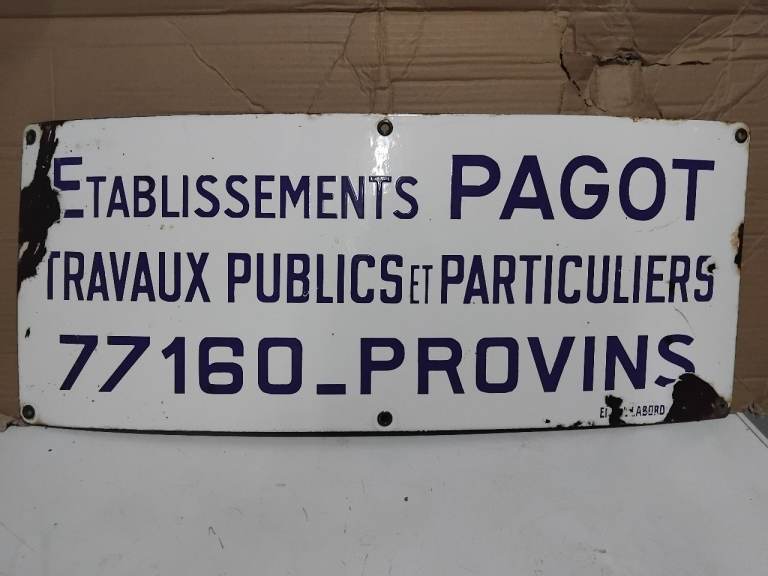 ETABLISSEMENTS PAGOT
TRAVAUX PUBLICS ET PARTICULIERS
77160_PROVINS